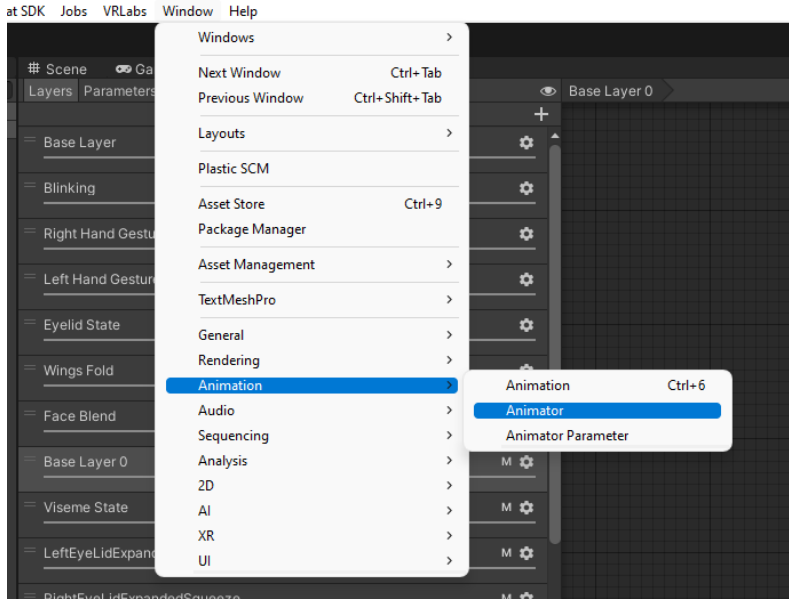 at SDK Jobs VRLabs Window Help
Windows
Scene Ga
Next Window Ctrl+Tab
Layers Parameters
Base Layer 0
Previous Window Ctrl+Shift+Tab
Layouts
Base Layer
Plastic SCM
Blinking
Asset Store Ctrl+9
Package Manager
Right Hand Gestu
Asset Management
Left Hand Gesture
TextMeshPro
Eyelid State
General
Rendering
Wings Fold
Animation
Animation Ctrl+6
Audio
Animator
Face Blend
Sequencing
Animator Parameter
Analysis
Base Layer 0 M
2D
Viseme State M
AI
XR
LeftEyeLidExpand M
UI
RightEyeLidExpandedSqueeze M